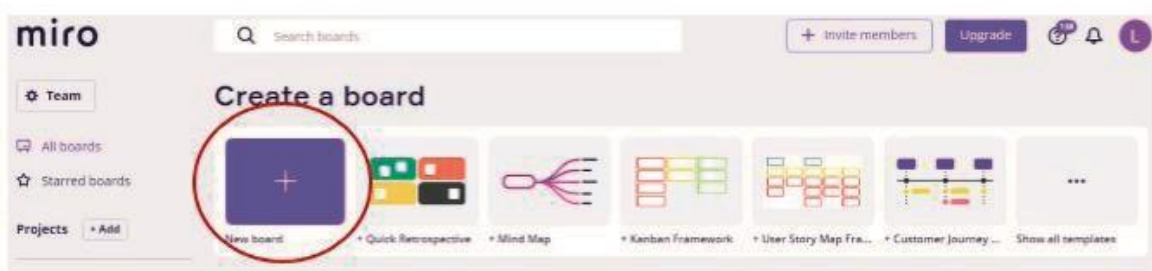 miro
Search boards
+ Invite members
Upgrade
L
Team
Create a board
All boards
Starred boards
Projects
+ Add
New board
+ Quick Retrospective
+ Mind Map
+ Kanban Framework
+ User Story Map Fra...
+ Customer Journey ...
Show all templates